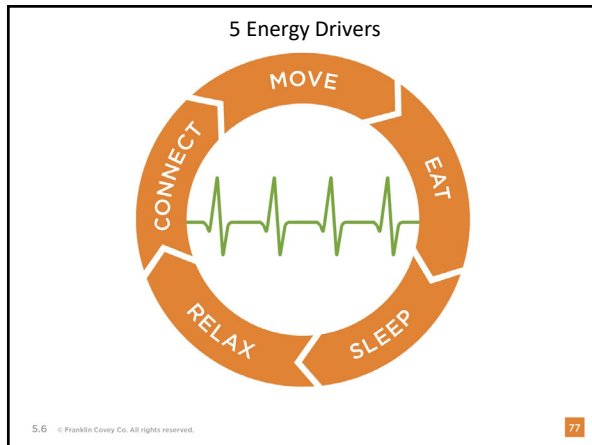 5 Energy Drivers
MOVE
EAT
SLEEP
RELAX
CONNECT
5.6 © Franklin Covey Co. All rights reserved.
77